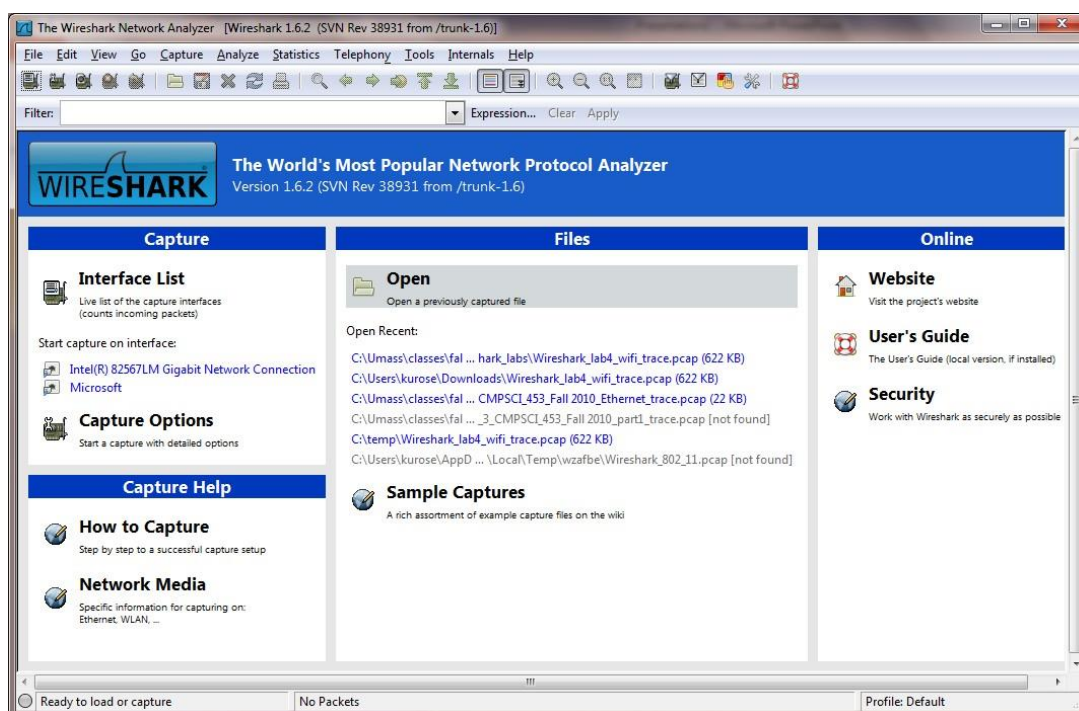 The Wireshark Network Analyzer [Wireshark 1.6.2 (SVN Rev 38931 from /trunk-1.6)]
File Edit View Go Capture Analyze Statistics Telephony Tools Internals Help
Filter: Expression... Clear Apply
WIRESHARK
The World's Most Popular Network Protocol Analyzer
Version 1.6.2 (SVN Rev 38931 from /trunk-1.6)
Capture
Interface List
Live list of the capture interfaces
(counts incoming packets)
Start capture on interface:
Intel(R) 82567LM Gigabit Network Connection
Microsoft
Capture Options
Start a capture with detailed options
Capture Help
How to Capture
Step by step to a successful capture setup
Network Media
Specific information for capturing on:
Ethernet, WLAN, ...
Files
Open
Open a previously captured file
Open Recent:
C:\Umass\classes\fal ... hark_labs\Wireshark_lab4_wifi_trace.pcap (622 KB)
C:\Users\kurose\Downloads\Wireshark_lab4_wifi_trace.pcap (622 KB)
C:\Umass\classes\fal ... CMPSCI_453_Fall 2010_Ethernet_trace.pcap (22 KB)
C:\Umass\classes\fal ... _3_CMPSCI_453_Fall 2010_part1_trace.pcap [not found]
C:\temp\Wireshark_lab4_wifi_trace.pcap (622 KB)
C:\Users\kurose\AppD ... \Local\Temp\wzafbe\Wireshark_802_11.pcap [not found]
Sample Captures
A rich assortment of example capture files on the wiki
Online
Website
Visit the project's website
User's Guide
The User's Guide (local version, if installed)
Security
Work with Wireshark as securely as possible
Ready to load or capture
No Packets
Profile: Default